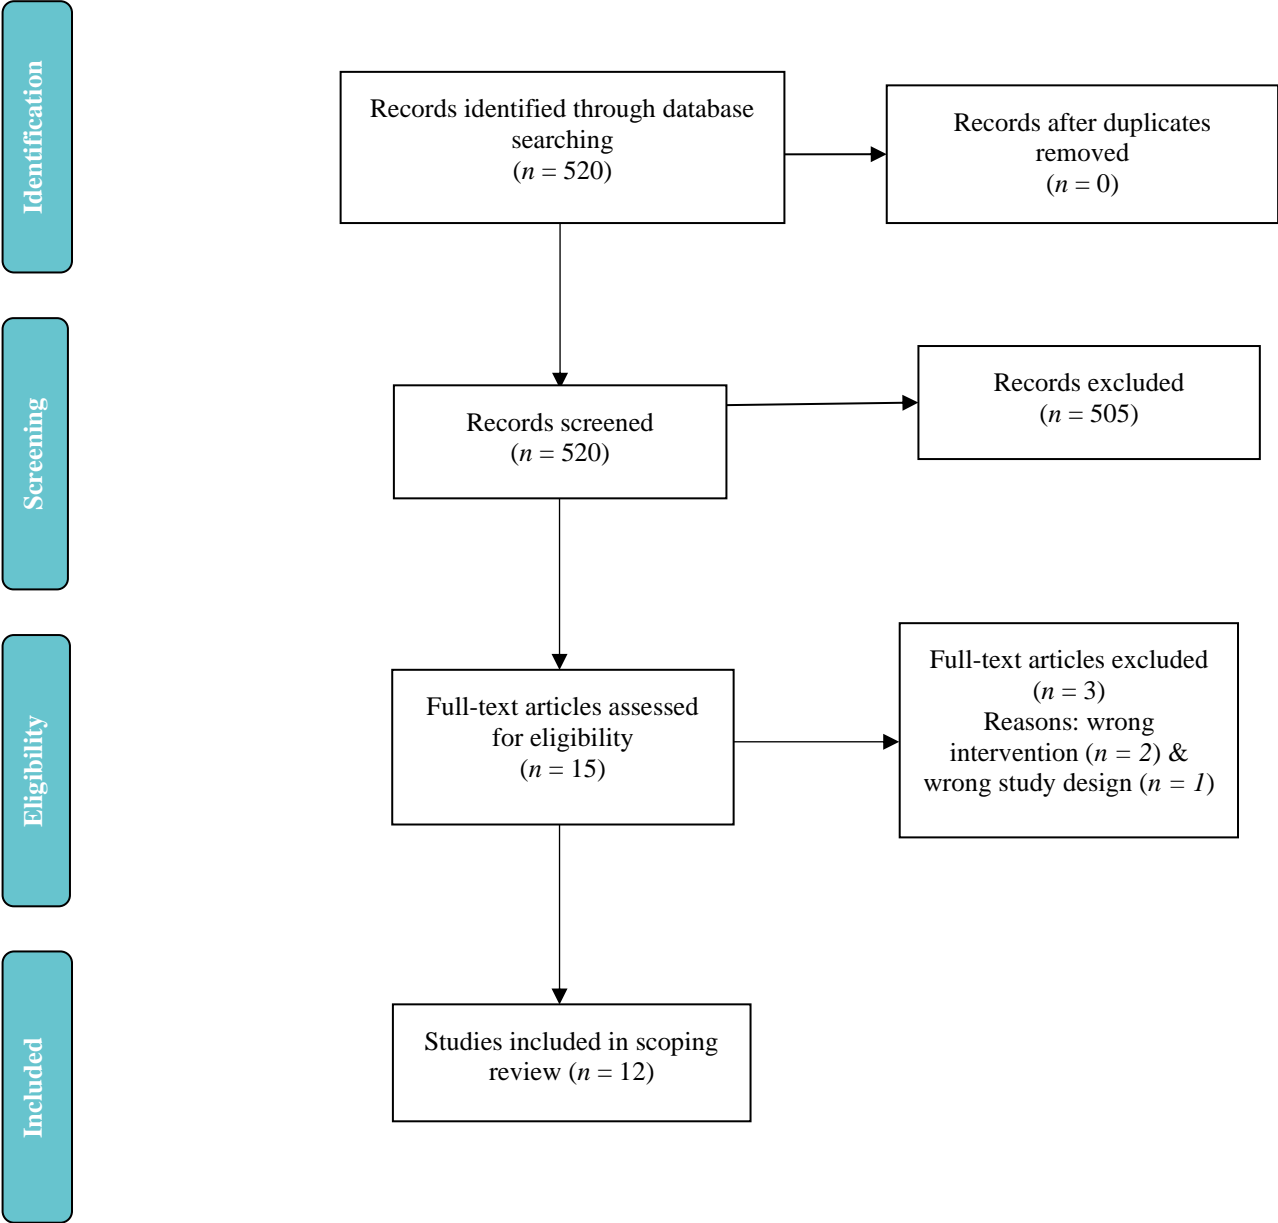 Identification
Records identified through database
searching
(n = 520)
Records after duplicates
removed
(n = 0)
Screening
Records screened
(n = 520)
Records excluded
(n = 505)
Eligibility
Full-text articles assessed
for eligibility
(n = 15)
Full-text articles excluded
(n = 3)
Reasons: wrong
intervention (n = 2) &
wrong study design (n = 1)
Included
Studies included in scoping
review (n = 12)